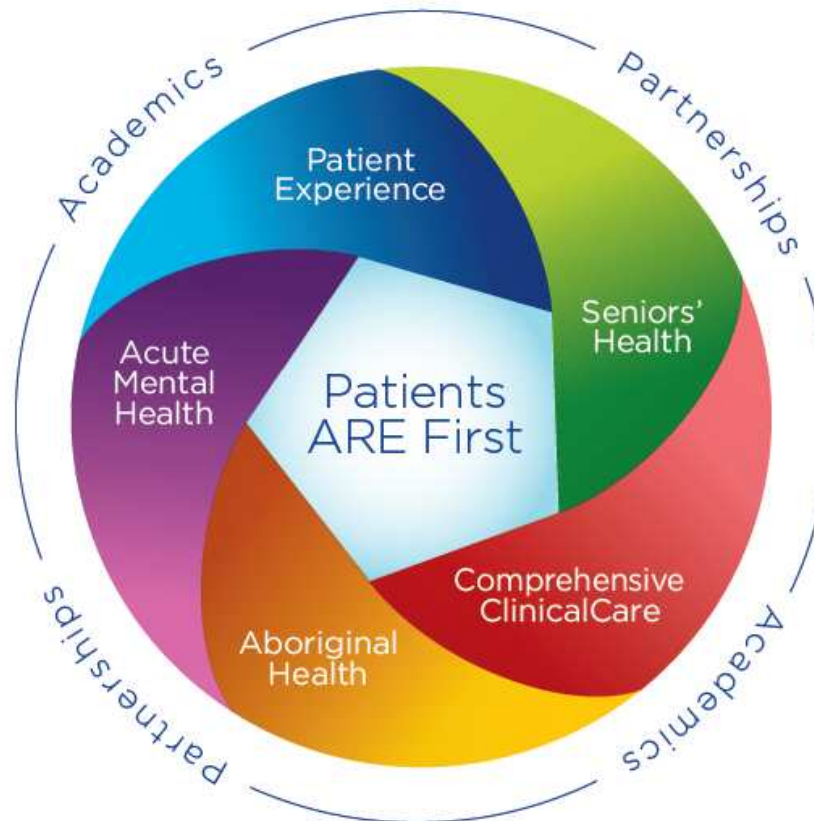 Academics
Partnerships
Patient
Experience
Seniors’
Health
Acute
Mental
Health
Patients
ARE First
Comprehensive
ClinicalCare
Aboriginal
Health
Partnerships
Academics